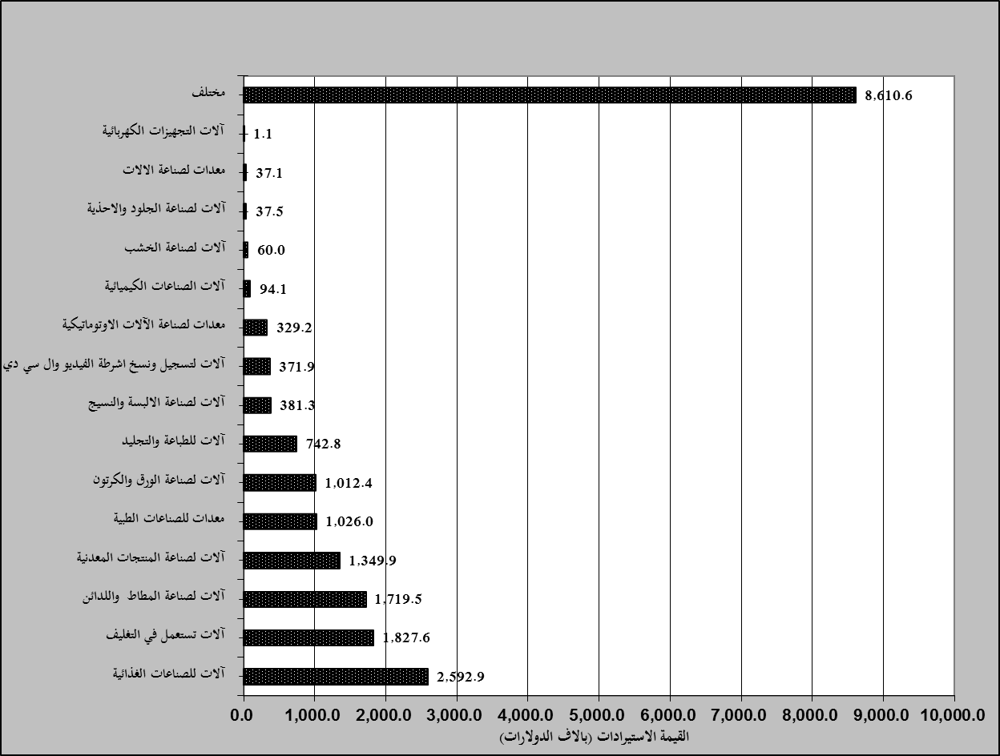 مختلف 8,610.6
آلات التجهيزات الكهربائية 1.1
معدات لصناعة الالات 37.1
آلات لصناعة الجلود والاحذية 37.5
آلات لصناعة الخشب 60.0
آلات الصناعات الكيميائية 94.1
معدات لصناعة الآلات الاوتوماتيكية 329.2
آلات لتسجيل ونسخ اشرطة الفيديو وال سي دي 371.9
آلات لصناعة الالبسة والنسيج 381.3
آلات للطباعة والتجليد 742.8
آلات لصناعة الورق والكرتون 1,012.4
معدات للصناعات الطبية 1,026.0
آلات لصناعة المنتجات المعدنية 1,349.9
آلات لصناعة المطاط واللدائن 1,719.5
آلات تستعمل في التغليف 1,827.6
آلات للصناعات الغذائية 2,592.9
0.0 1,000.0 2,000.0 3,000.0 4,000.0 5,000.0 6,000.0 7,000.0 8,000.0 9,000.0 10,000.0
القيمة الاستيرادات (بالاف الدولارات)